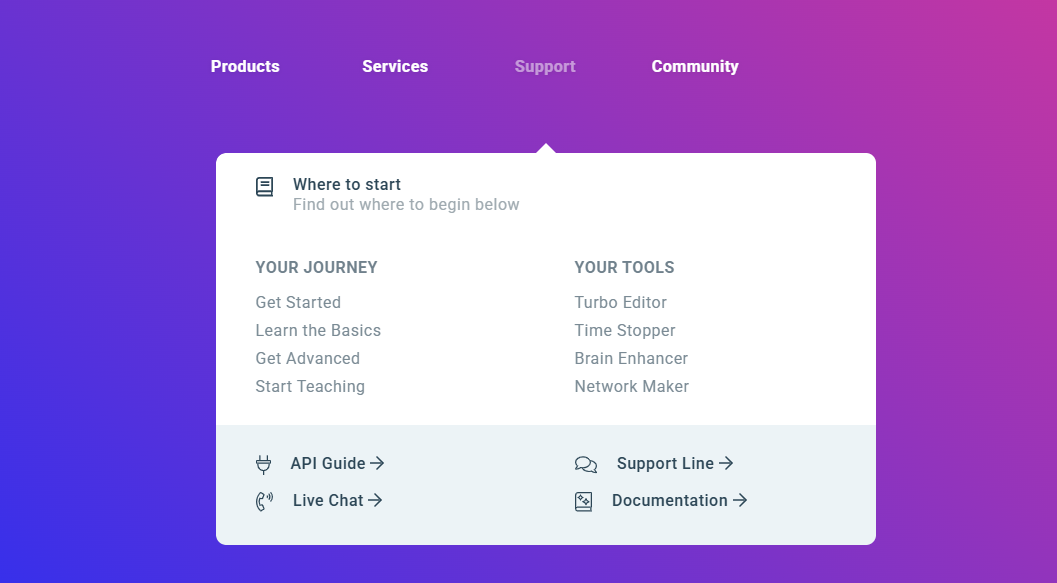 Products Services Support Community
Where to start
Find out where to begin below
YOUR JOURNEY
Get Started
Learn the Basics
Get Advanced
Start Teaching
YOUR TOOLS
Turbo Editor
Time Stopper
Brain Enhancer
Network Maker
API Guide
Live Chat
Support Line
Documentation